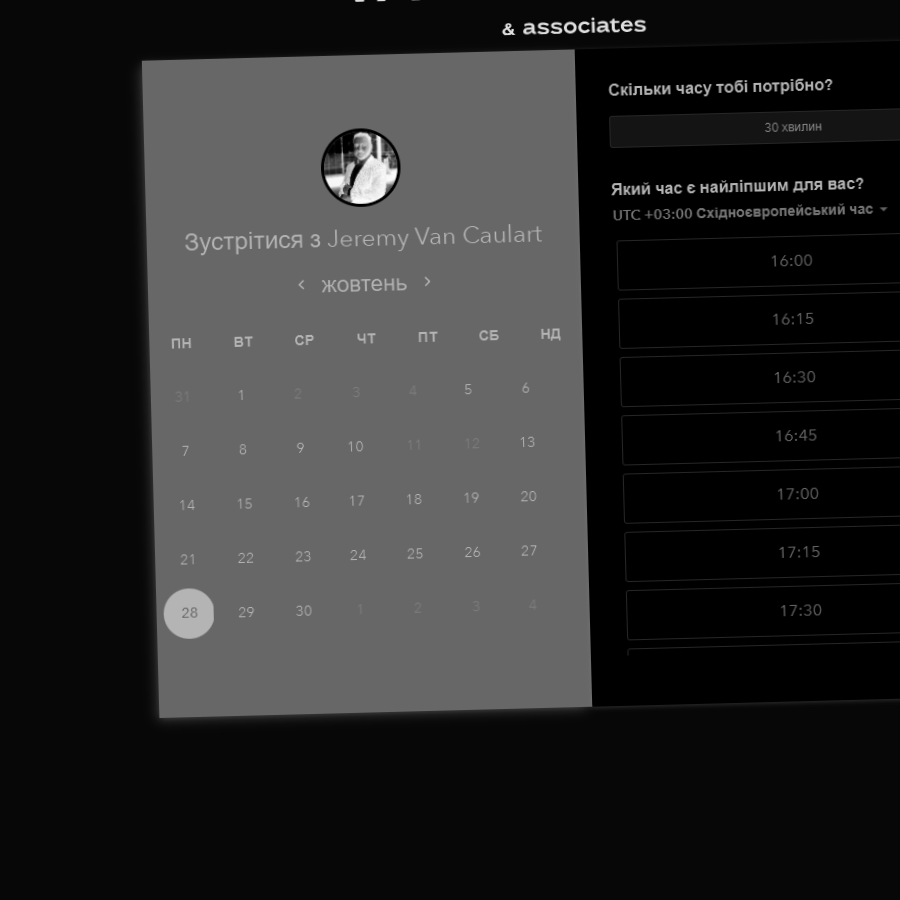 & associates
Зустрітися з Jeremy Van Caulart
‹ жовтень ›
ПН ВТ СР ЧТ ПТ СБ НД
31 1 2 3 4 5 6
7 8 9 10 11 12 13
14 15 16 17 18 19 20
21 22 23 24 25 26 27
28 29 30 1 2 3 4
Скільки часу тобі потрібно?
30 хвилин
Який час є найліпшим для вас?
UTC +03:00 Східноєвропейський час
16:00
16:15
16:30
16:45
17:00
17:15
17:30